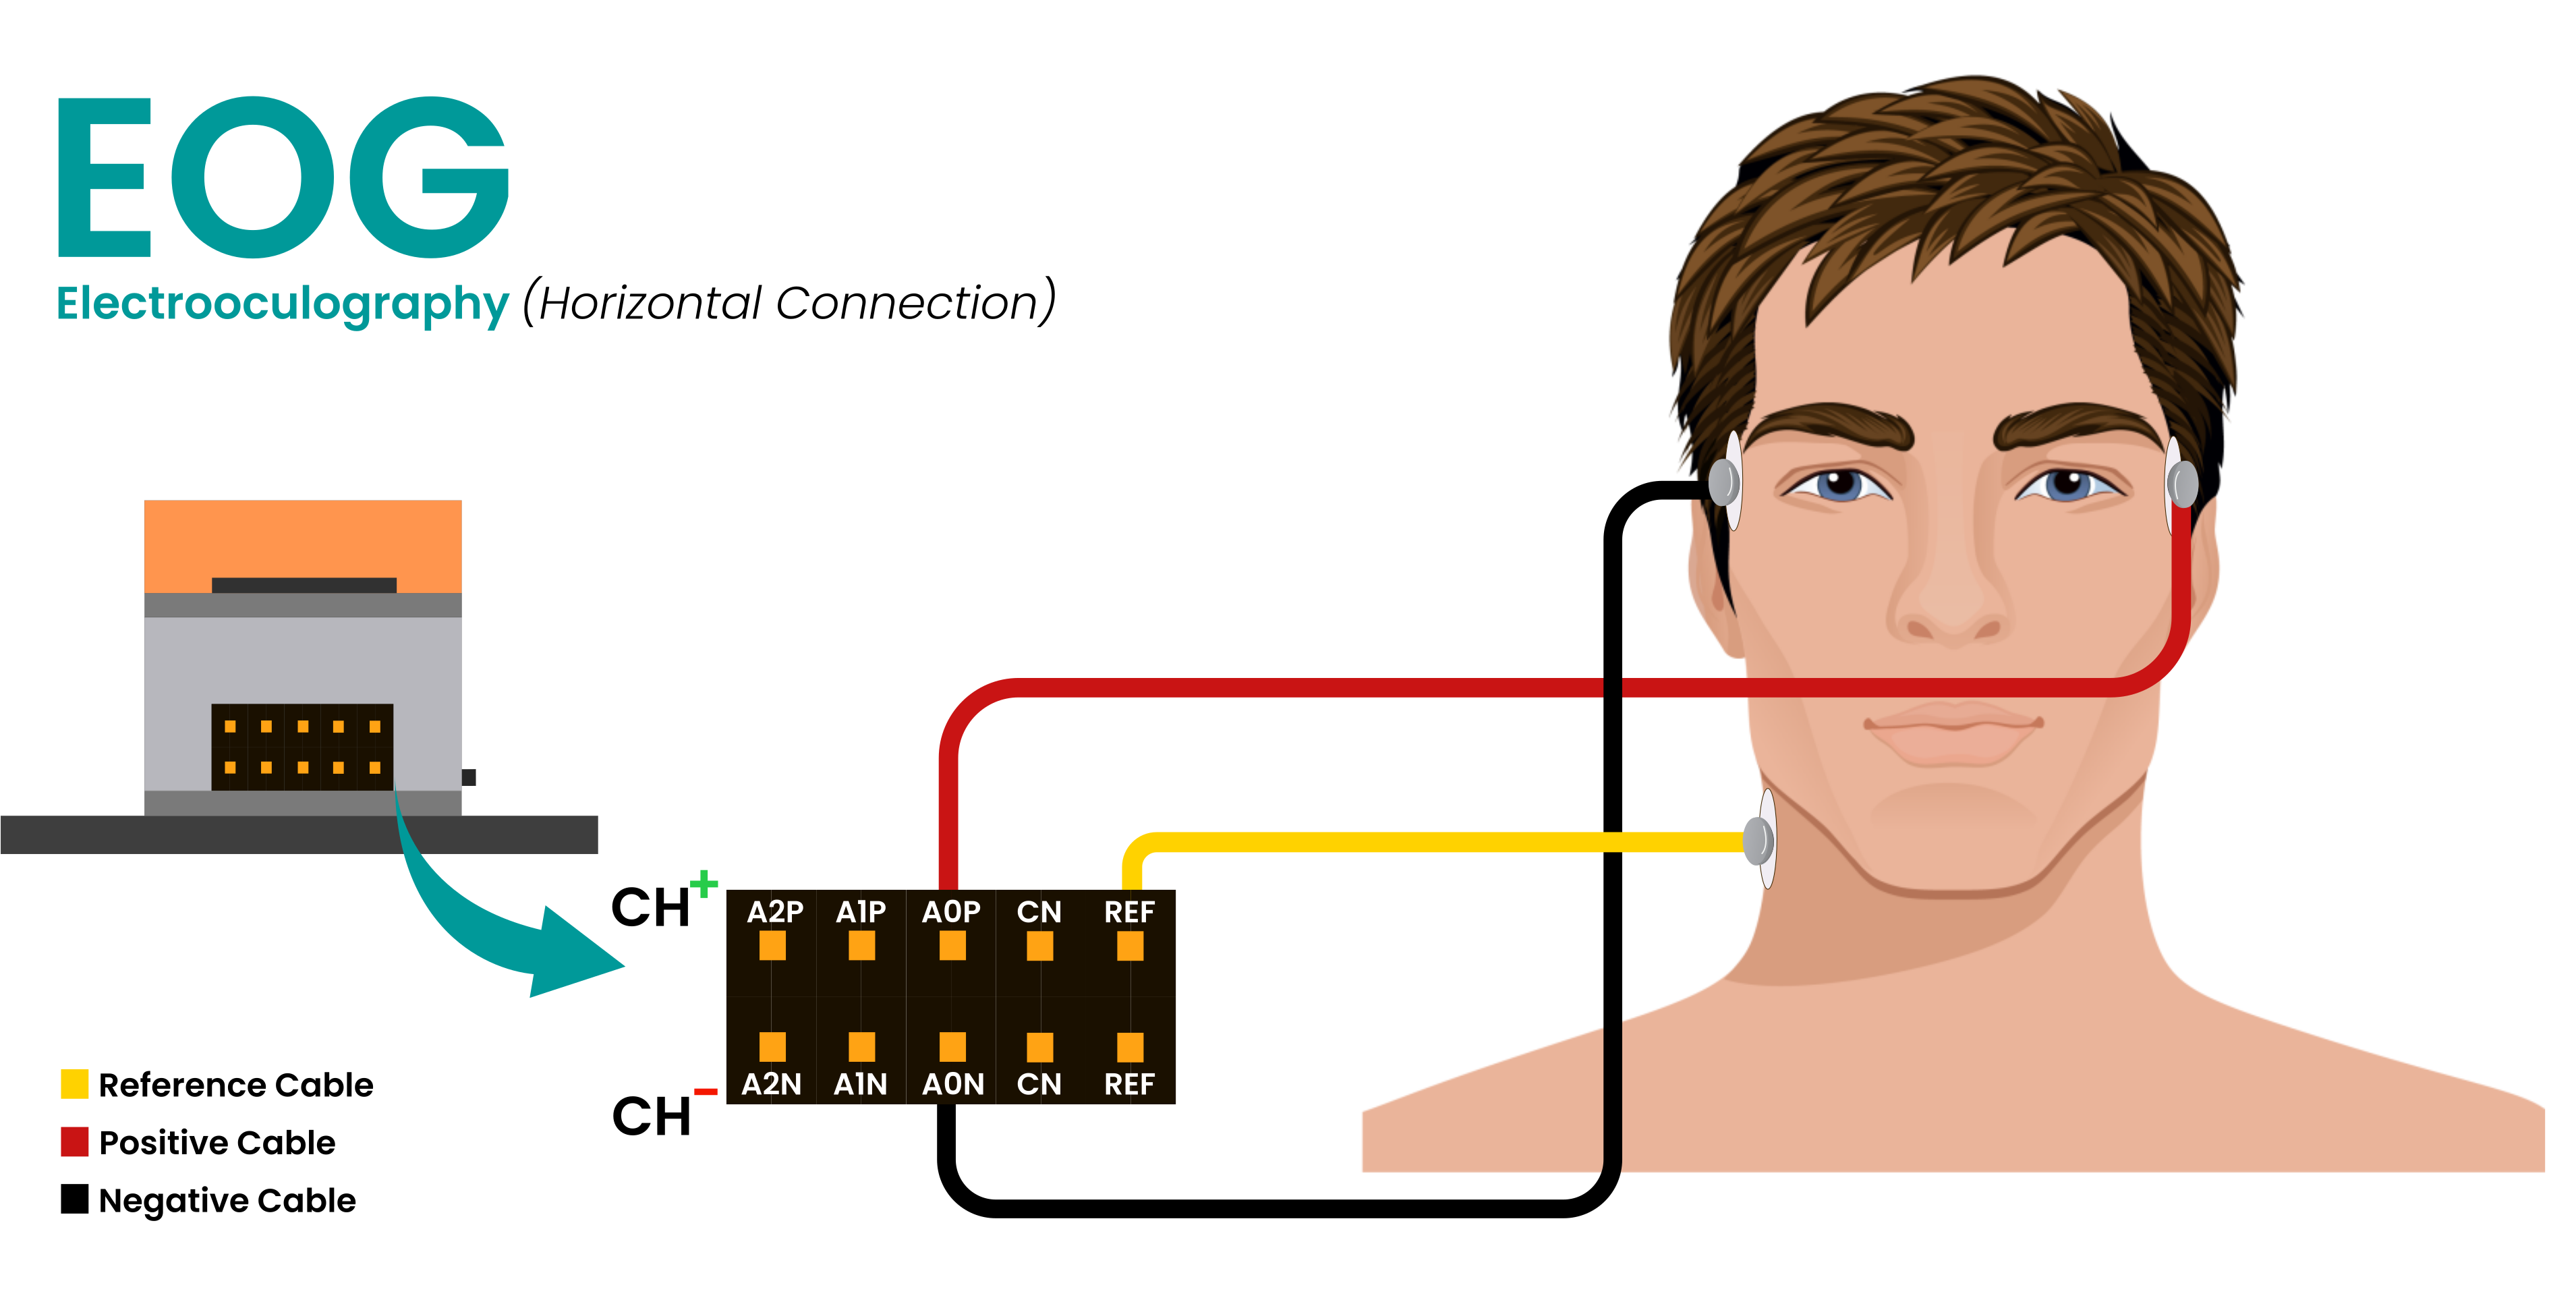 EOG
Electrooculography (Horizontal Connection)
CH+
A2P A1P A0P CN REF
A2N A1N A0N CN REF
CH-
Reference Cable
Positive Cable
Negative Cable